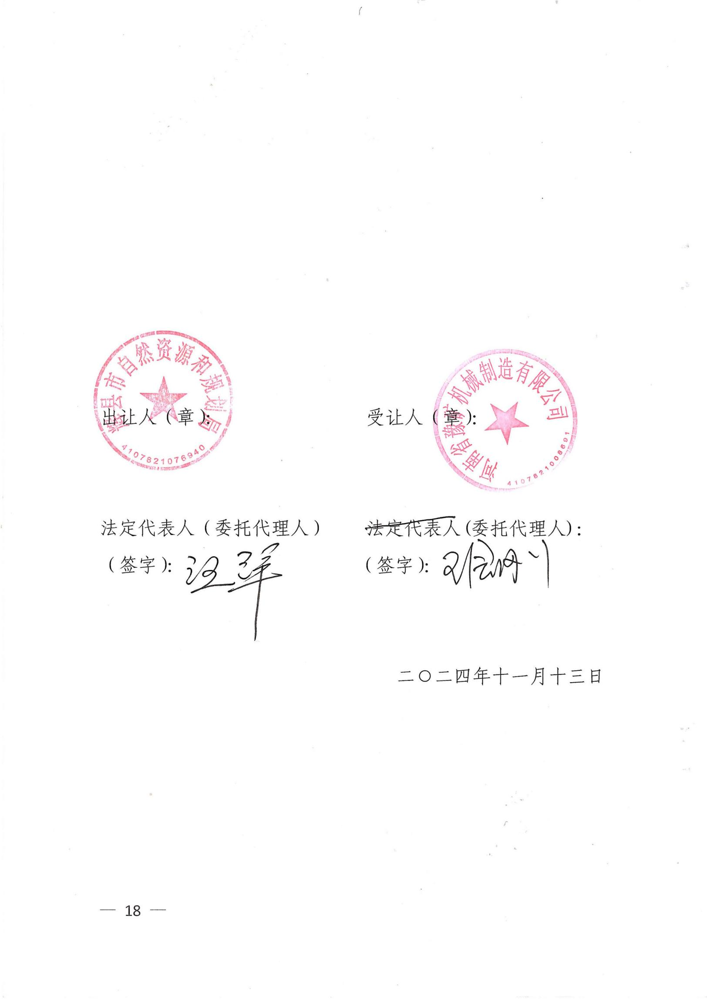 辉县市自然资源和规划局
4107821076940
出让人（章）：
河南省豫矿机械制造有限公司
4107821008691
受让人（章）：
法定代表人（委托代理人）
（签字）：
法定代表人（委托代理人）：
（签字）：
二〇二四年十一月十三日
— 18 —